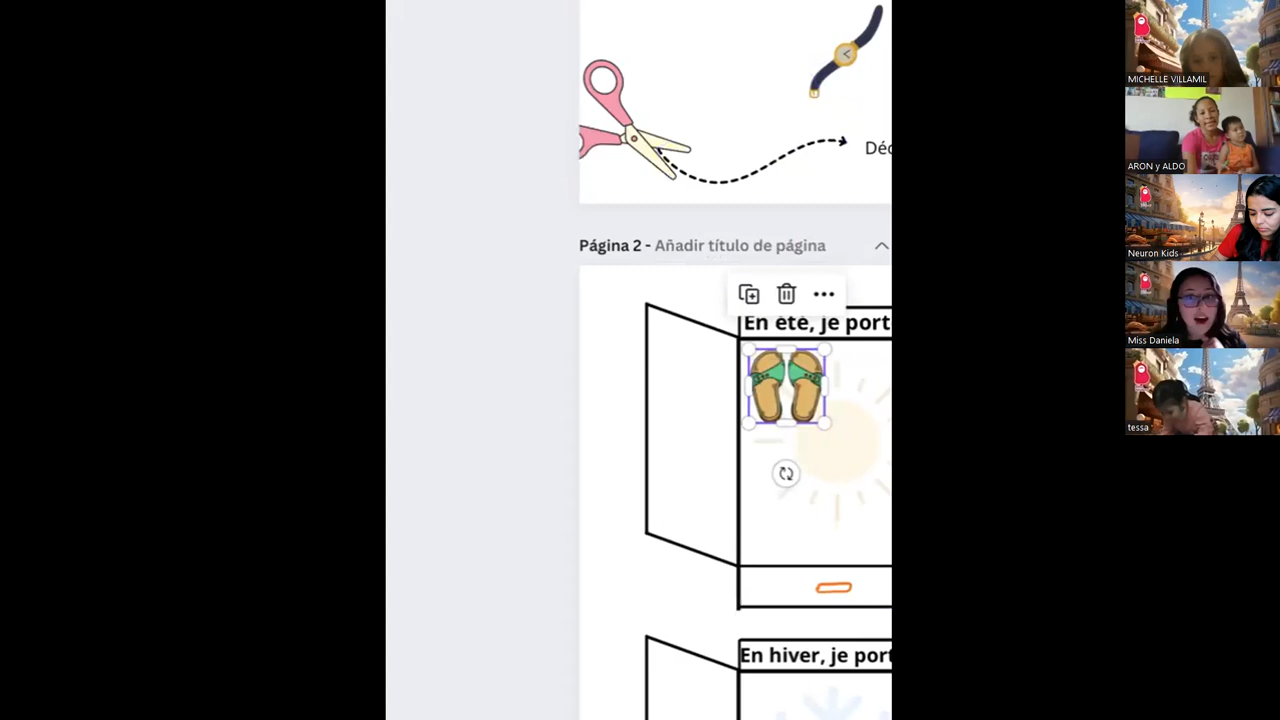 Déc
Página 2 - Añadir título de página
En été, je port
En hiver, je port
MICHELLE VILLAMIL
ARON y ALDO
Neuron Kids
Miss Daniela
tessa